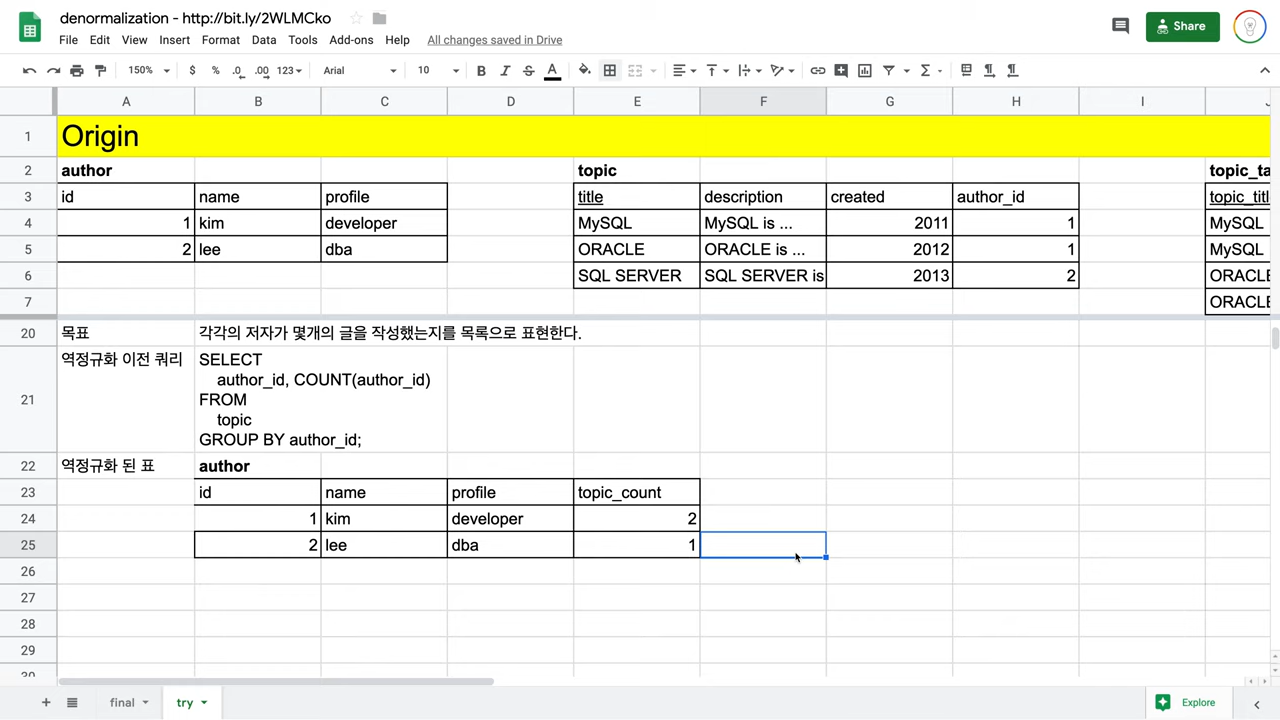 denormalization - http://bit.ly/2WLMCko
File Edit View Insert Format Data Tools Add-ons Help All changes saved in Drive
Share
150% $ % .0 .00 123 Arial 10 B I S A
A B C D E F G H I J
1 Origin
2 author topic topic_ta
3 id name profile title description created author_id topic_titl
4 1 kim developer MySQL MySQL is ... 2011 1 MySQL
5 2 lee dba ORACLE ORACLE is ... 2012 1 MySQL
6 SQL SERVER SQL SERVER is 2013 2 ORACLE
7 ORACLE
20 목표 각각의 저자가 몇개의 글을 작성했는지를 목록으로 표현한다.
21 역정규화 이전 쿼리 SELECT
author_id, COUNT(author_id)
FROM
topic
GROUP BY author_id;
22 역정규화 된 표 author
23 id name profile topic_count
24 1 kim developer 2
25 2 lee dba 1
26
27
28
29
30
final try Explore